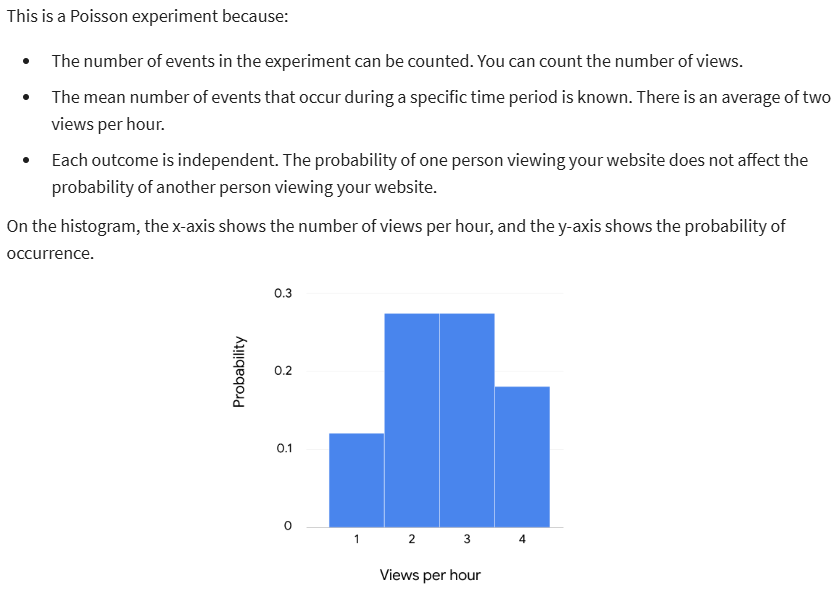 This is a Poisson experiment because:
• The number of events in the experiment can be counted. You can count the number of views.
• The mean number of events that occur during a specific time period is known. There is an average of two
views per hour.
• Each outcome is independent. The probability of one person viewing your website does not affect the
probability of another person viewing your website.
On the histogram, the x-axis shows the number of views per hour, and the y-axis shows the probability of
occurrence.
0.3
0.2
0.1
0
Probability
1 2 3 4
Views per hour